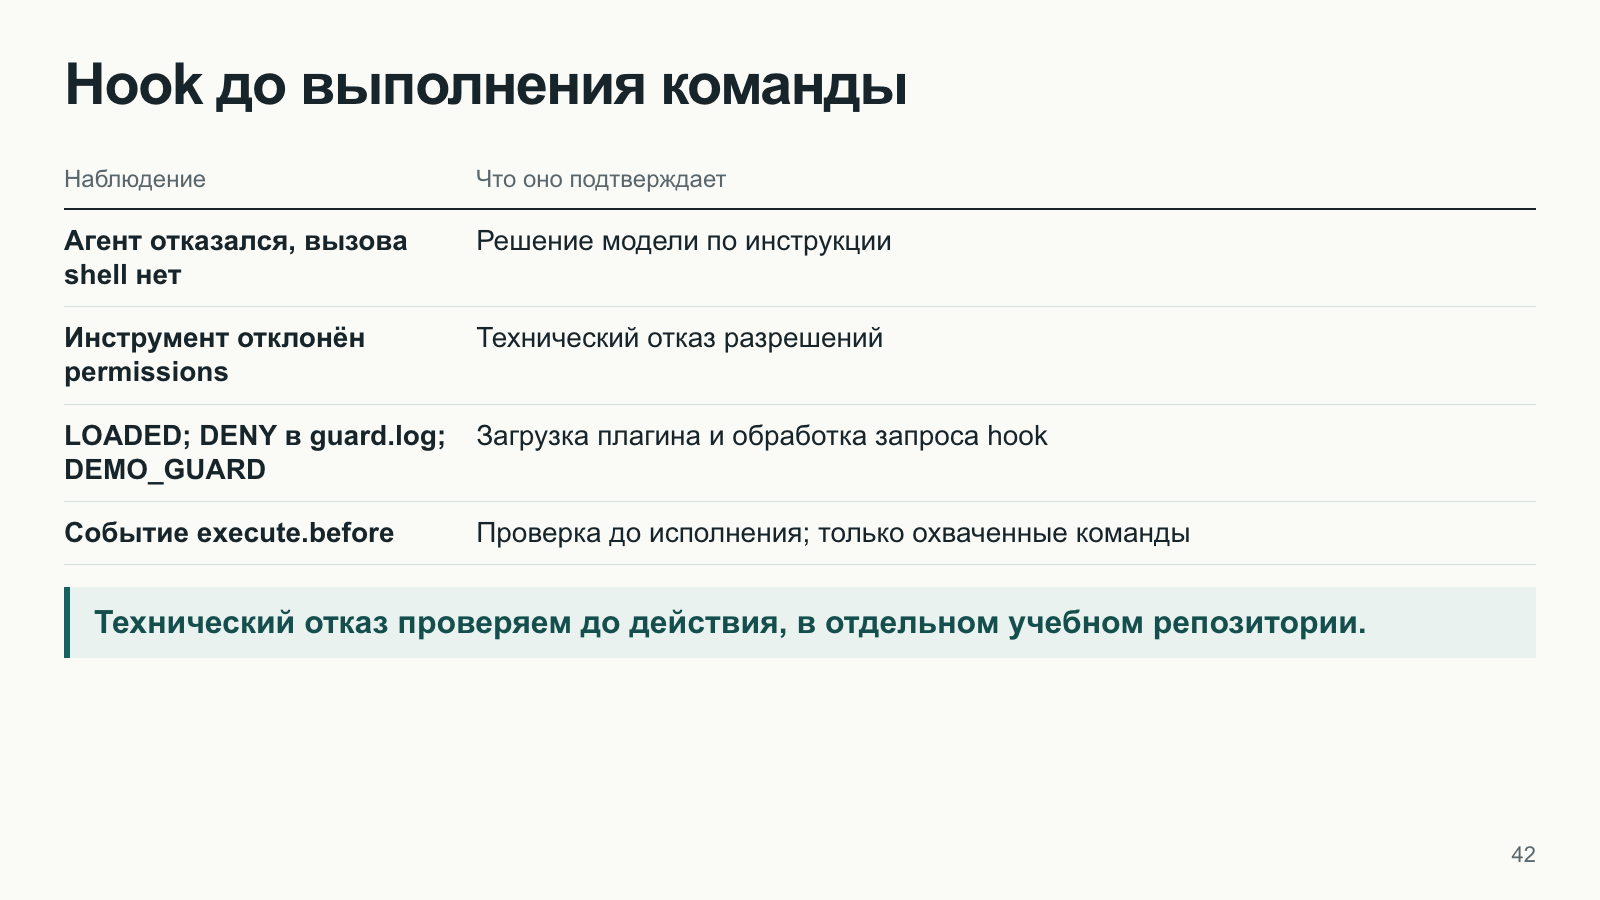 Hook до выполнения команды
Наблюдение
Что оно подтверждает
Агент отказался, вызова
shell нет
Решение модели по инструкции
Инструмент отклонён
permissions
Технический отказ разрешений
LOADED; DENY в guard.log;
DEMO_GUARD
Загрузка плагина и обработка запроса hook
Событие execute.before
Проверка до исполнения; только охваченные команды
Технический отказ проверяем до действия, в отдельном учебном репозитории.
42